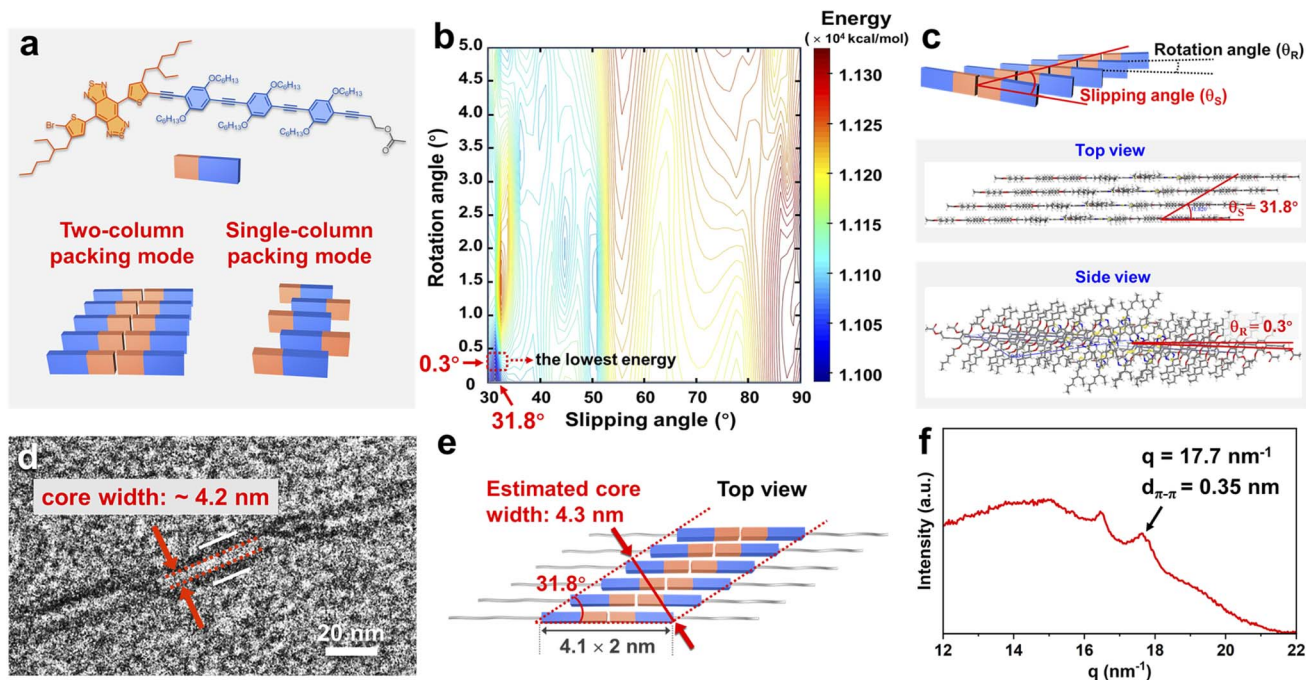 a
OC₆H₁₃
OC₆H₁₃
OC₆H₁₃
C₆H₁₃O
C₆H₁₃O
C₆H₁₃O
Br
S
S
N
N
N
N
S
S
O
O
Two-column
packing mode
Single-column
packing mode
b
Energy
( × 10⁴ kcal/mol)
Rotation angle (°)
5.0
4.5
4.0
3.5
3.0
2.5
2.0
1.5
1.0
0.5
0
0.3°
the lowest energy
30
40
50
60
70
80
90
31.8°
Slipping angle (°)
1.130
1.125
1.120
1.115
1.110
1.105
1.100
c
Rotation angle (θR)
Slipping angle (θS)
Top view
θS = 31.8°
Side view
θR = 0.3°
d
core width: ~ 4.2 nm
20 nm
e
Estimated core
width: 4.3 nm
Top view
31.8°
4.1 × 2 nm
f
q = 17.7 nm⁻¹
dπ-π = 0.35 nm
Intensity (a.u.)
12
14
16
18
20
22
q (nm⁻¹)